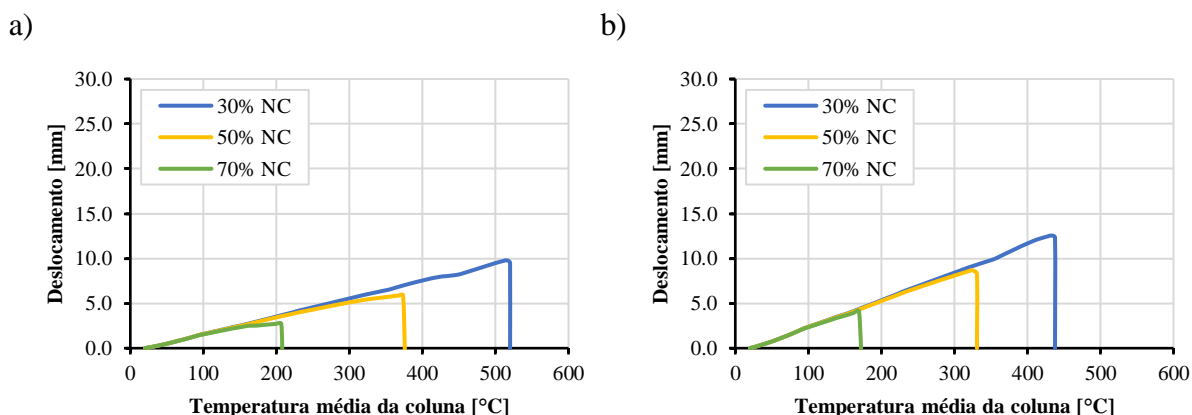 a)
30.0
25.0
20.0
15.0
10.0
5.0
0.0
0 100 200 300 400 500 600
Deslocamento [mm]
Temperatura média da coluna [°C]
30% NC
50% NC
70% NC
b)
30.0
25.0
20.0
15.0
10.0
5.0
0.0
0 100 200 300 400 500 600
Deslocamento [mm]
Temperatura média da coluna [°C]
30% NC
50% NC
70% NC